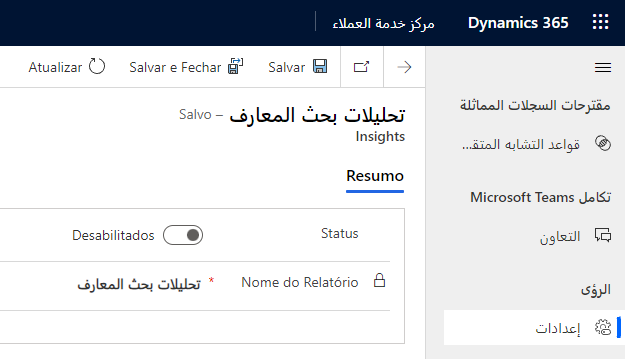 Dynamics 365
مركز خدمة العملاء
Salvar
Salvar e Fechar
Atualizar
مقترحات السجلات المماثلة
قواعد التشابه المتق...
تكامل Microsoft Teams
التعاون
الرؤى
إعدادات
تحليلات بحث المعارف – Salvo
Insights
Resumo
Status
Desabilitados
Nome do Relatório
* تحليلات بحث المعارف